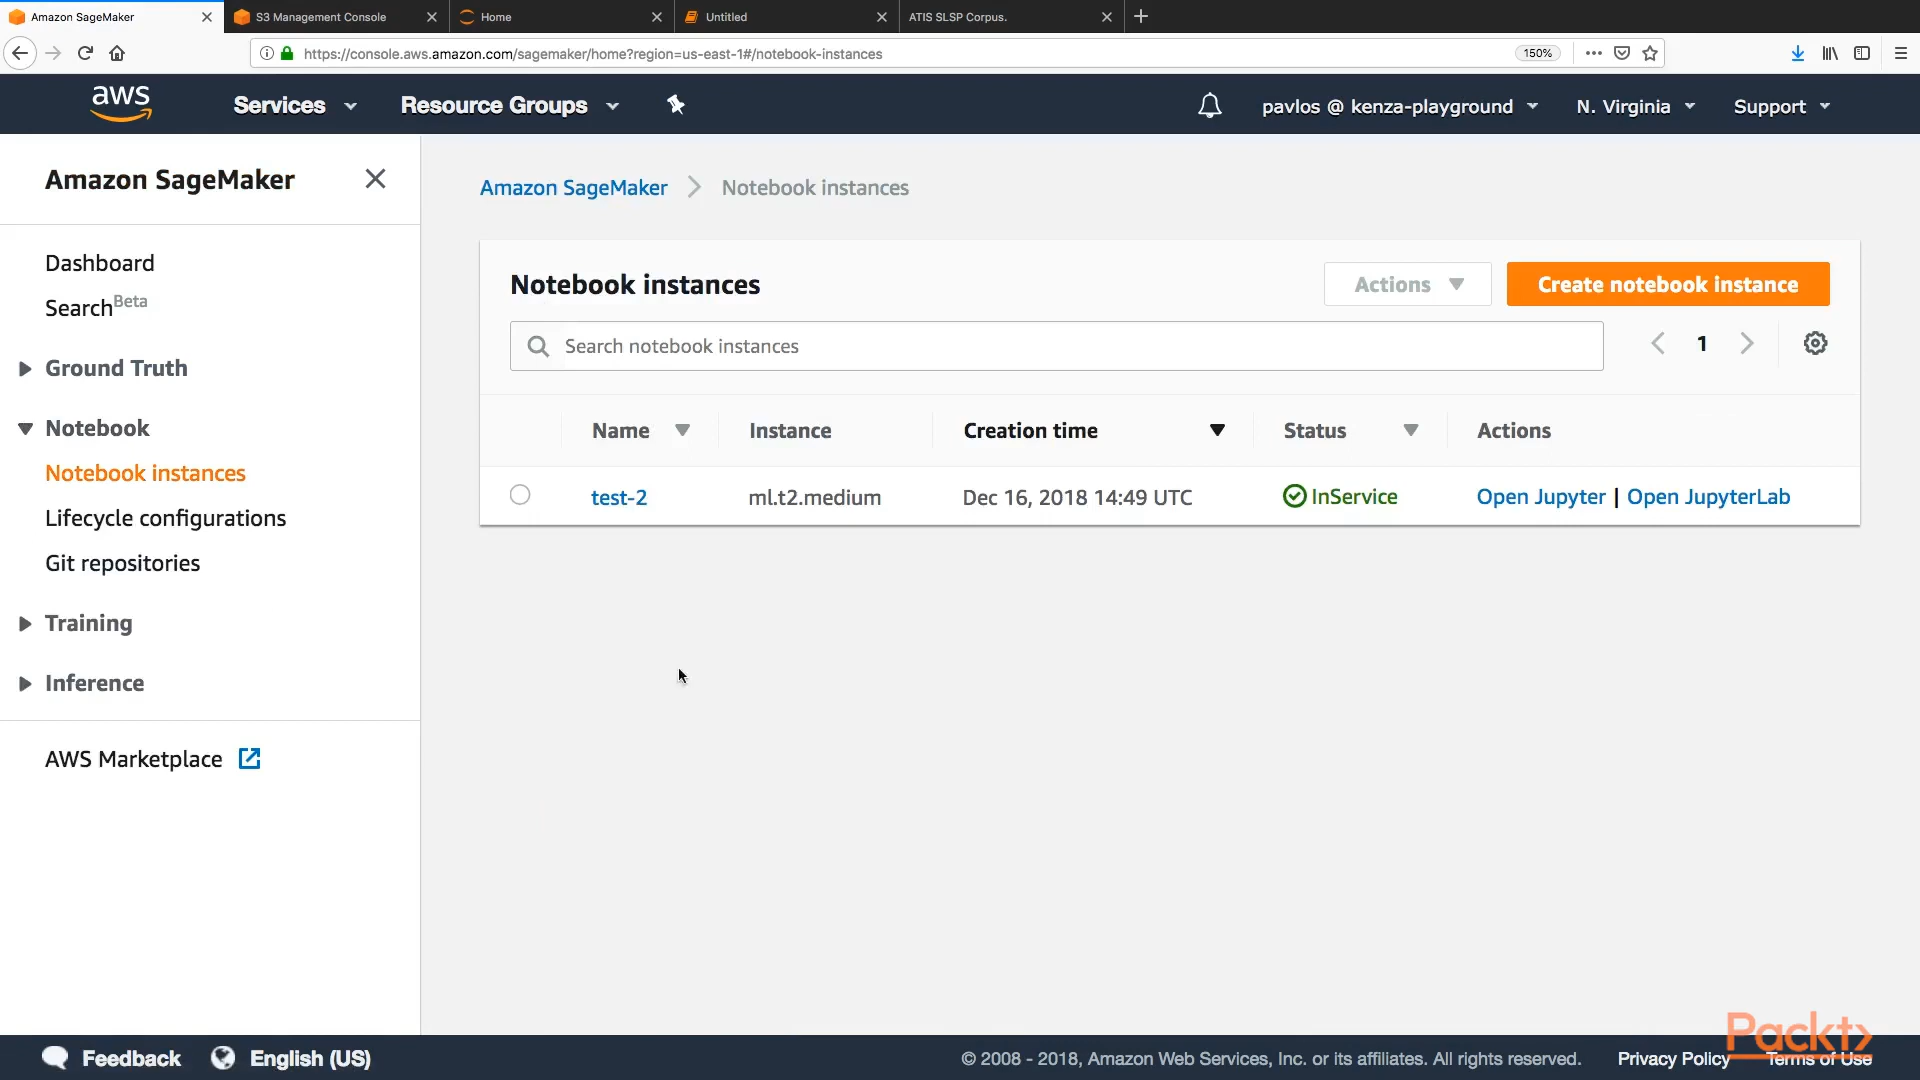 Amazon SageMaker
S3 Management Console
Home
Untitled
ATIS SLSP Corpus.
https://console.aws.amazon.com/sagemaker/home?region=us-east-1#/notebook-instances
150%
aws
Services
Resource Groups
pavlos @ kenza-playground
N. Virginia
Support
Amazon SageMaker
Dashboard
Search Beta
Ground Truth
Notebook
Notebook instances
Lifecycle configurations
Git repositories
Training
Inference
AWS Marketplace
Amazon SageMaker
Notebook instances
Notebook instances
Actions
Create notebook instance
Search notebook instances
1
Name
Instance
Creation time
Status
Actions
test-2
ml.t2.medium
Dec 16, 2018 14:49 UTC
InService
Open Jupyter | Open JupyterLab
Feedback
English (US)
© 2008 - 2018, Amazon Web Services, Inc. or its affiliates. All rights reserved.
Privacy Policy
Terms of Use
Packt>